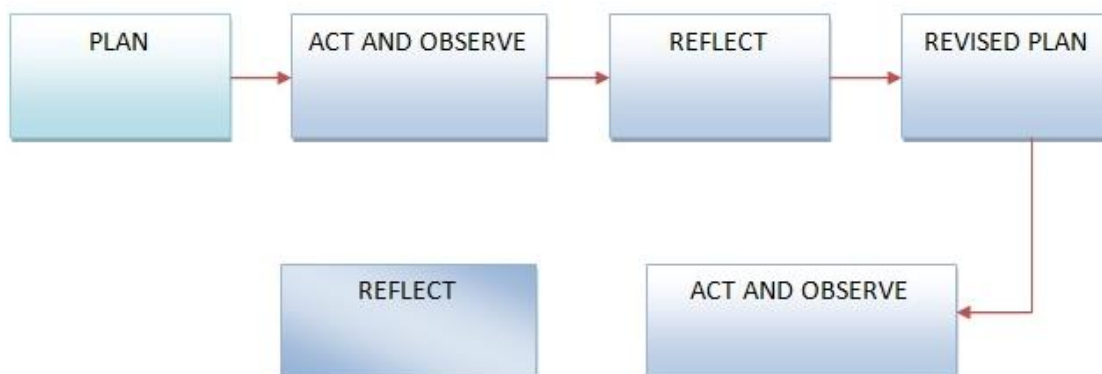 PLAN
ACT AND OBSERVE
REFLECT
REVISED PLAN
REFLECT
ACT AND OBSERVE